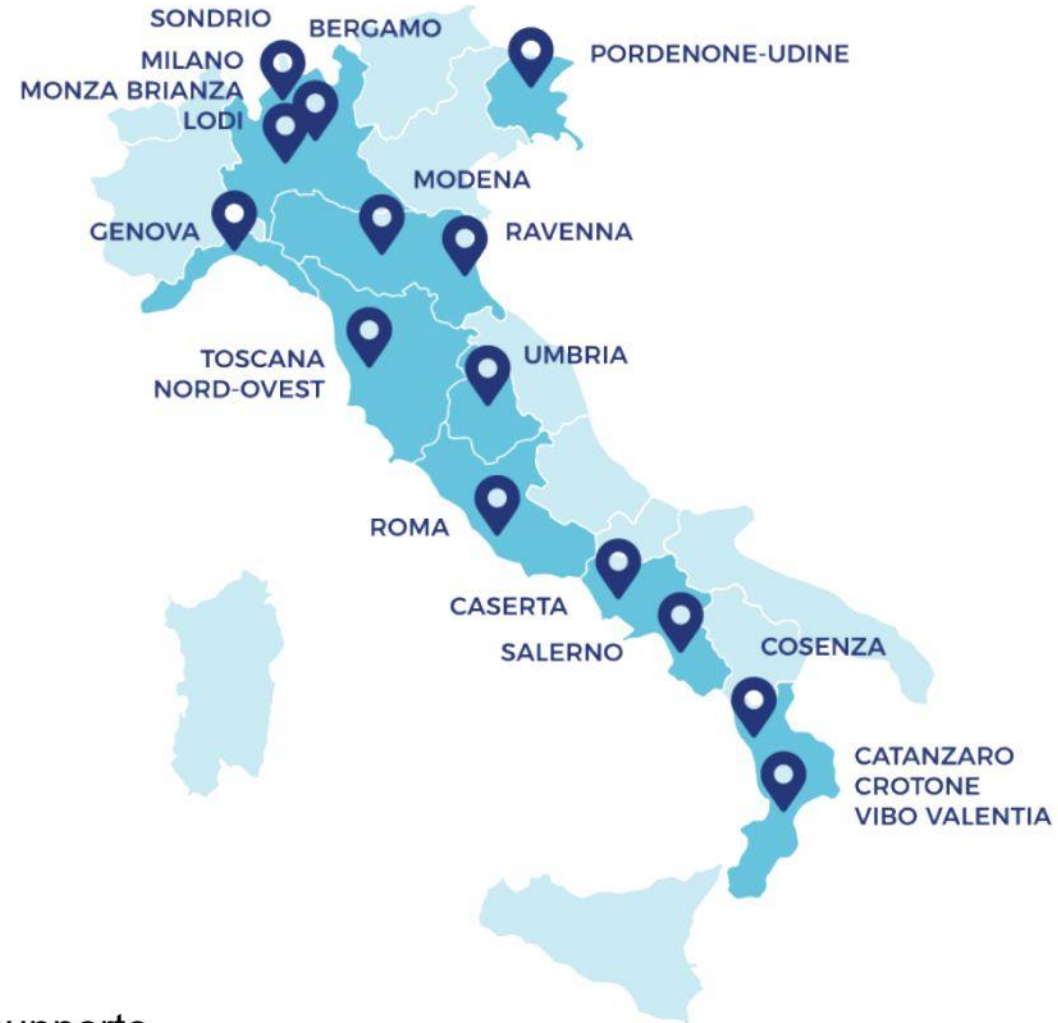 SONDRIO
BERGAMO
PORDENONE-UDINE
MILANO
MONZA BRIANZA
LODI
MODENA
GENOVA
RAVENNA
TOSCANA
NORD-OVEST
UMBRIA
ROMA
CASERTA
SALERNO
COSENZA
CATANZARO
CROTONE
VIBO VALENTIA